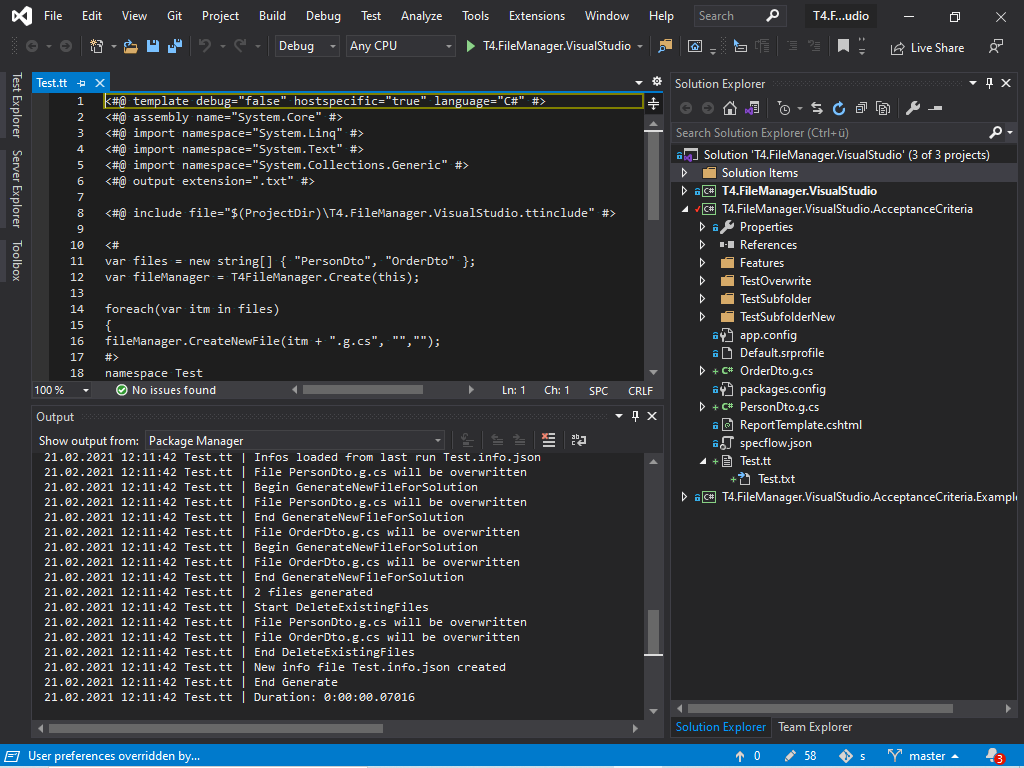 File Edit View Git Project Build Debug Test Analyze Tools Extensions Window Help Search T4.F...udio
Debug Any CPU T4.FileManager.VisualStudio Live Share
Test Explorer
Server Explorer
Toolbox
Test.tt
1 <#@ template debug="false" hostspecific="true" language="C#" #>
2 <#@ assembly name="System.Core" #>
3 <#@ import namespace="System.Linq" #>
4 <#@ import namespace="System.Text" #>
5 <#@ import namespace="System.Collections.Generic" #>
6 <#@ output extension=".txt" #>
7
8 <#@ include file="$(ProjectDir)\T4.FileManager.VisualStudio.ttinclude" #>
9
10 <#
11 var files = new string[] { "PersonDto", "OrderDto" };
12 var fileManager = T4FileManager.Create(this);
13
14 foreach(var itm in files)
15 {
16 fileManager.CreateNewFile(itm + ".g.cs", "","");
17 #>
18 namespace Test
100 % No issues found Ln: 1 Ch: 1 SPC CRLF
Output
Show output from: Package Manager
21.02.2021 12:11:42 Test.tt | Infos loaded from last run Test.info.json
21.02.2021 12:11:42 Test.tt | File PersonDto.g.cs will be overwritten
21.02.2021 12:11:42 Test.tt | Begin GenerateNewFileForSolution
21.02.2021 12:11:42 Test.tt | File PersonDto.g.cs will be overwritten
21.02.2021 12:11:42 Test.tt | End GenerateNewFileForSolution
21.02.2021 12:11:42 Test.tt | File OrderDto.g.cs will be overwritten
21.02.2021 12:11:42 Test.tt | Begin GenerateNewFileForSolution
21.02.2021 12:11:42 Test.tt | File OrderDto.g.cs will be overwritten
21.02.2021 12:11:42 Test.tt | End GenerateNewFileForSolution
21.02.2021 12:11:42 Test.tt | 2 files generated
21.02.2021 12:11:42 Test.tt | Start DeleteExistingFiles
21.02.2021 12:11:42 Test.tt | File PersonDto.g.cs will be overwritten
21.02.2021 12:11:42 Test.tt | File OrderDto.g.cs will be overwritten
21.02.2021 12:11:42 Test.tt | End DeleteExistingFiles
21.02.2021 12:11:42 Test.tt | New info file Test.info.json created
21.02.2021 12:11:42 Test.tt | End Generate
21.02.2021 12:11:42 Test.tt | Duration: 0:00:00.07016
Solution Explorer
Search Solution Explorer (Ctrl+ü)
Solution 'T4.FileManager.VisualStudio' (3 of 3 projects)
Solution Items
C# T4.FileManager.VisualStudio
C# T4.FileManager.VisualStudio.AcceptanceCriteria
Properties
References
Features
TestOverwrite
TestSubfolder
TestSubfolderNew
app.config
Default.srprofile
+ C# OrderDto.g.cs
packages.config
+ C# PersonDto.g.cs
ReportTemplate.cshtml
specflow.json
+ Test.tt
+ Test.txt
C# T4.FileManager.VisualStudio.AcceptanceCriteria.Example
Solution Explorer Team Explorer
User preferences overridden by... 0 58 s master 3